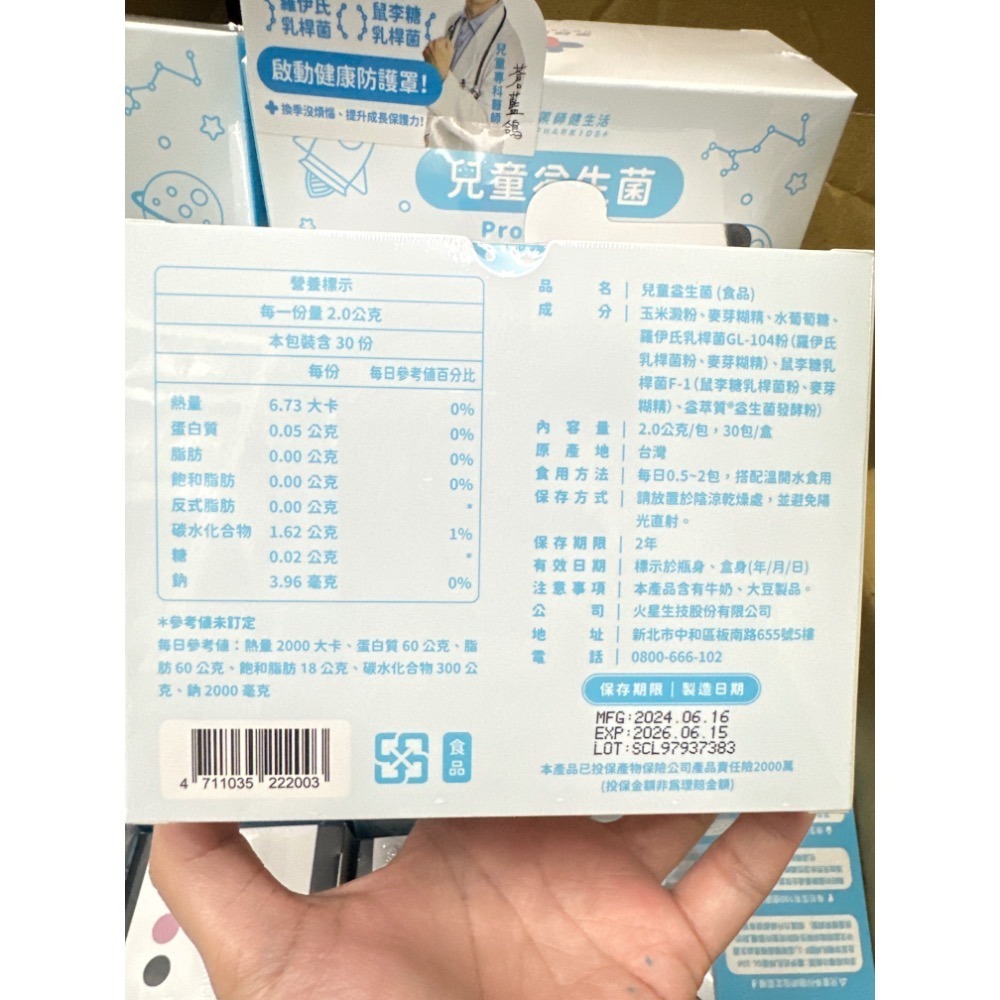 羅伊氏
乳桿菌
鼠李糖
乳桿菌
啟動健康防護罩!
換季沒煩惱、提升成長保護力!
兒童專科醫師
蒼藍鴿
藥師健生活
PHARKIDS+
兒童益生菌
Pro
營養標示
每一份量 2.0公克
本包裝含 30 份
每份 每日參考值百分比
熱量 6.73 大卡 0%
蛋白質 0.05 公克 0%
脂肪 0.00 公克 0%
飽和脂肪 0.00 公克 0%
反式脂肪 0.00 公克 *
碳水化合物 1.62 公克 1%
糖 0.02 公克 *
鈉 3.96 毫克 0%
*參考值未訂定
每日參考值：熱量 2000 大卡、蛋白質 60 公克、脂
肪 60 公克、飽和脂肪 18 公克、碳水化合物 300 公
克、鈉 2000 毫克
4 711035 222003
食品
品名 | 兒童益生菌 (食品)
成分 | 玉米澱粉、麥芽糊精、水葡萄糖、
羅伊氏乳桿菌GL-104粉 (羅伊氏
乳桿菌粉、麥芽糊精)、鼠李糖乳
桿菌F-1 (鼠李糖乳桿菌粉、麥芽
糊精)、益萃質®益生菌發酵粉)
內容量 | 2.0公克/包，30包/盒
原產地 | 台灣
食用方法 | 每日0.5~2包，搭配溫開水食用
保存方式 | 請放置於陰涼乾燥處，並避免陽
光直射。
保存期限 | 2年
有效日期 | 標示於瓶身、盒身(年/月/日)
注意事項 | 本產品含有牛奶、大豆製品。
公司 | 火星生技股份有限公司
地址 | 新北市中和區板南路655號5樓
電話 | 0800-666-102
保存期限 | 製造日期
MFG:2024.06.16
EXP:2026.06.15
LOT:SCL97937383
本產品已投保產物保險公司產品責任險2000萬
(投保金額非為理賠金額)